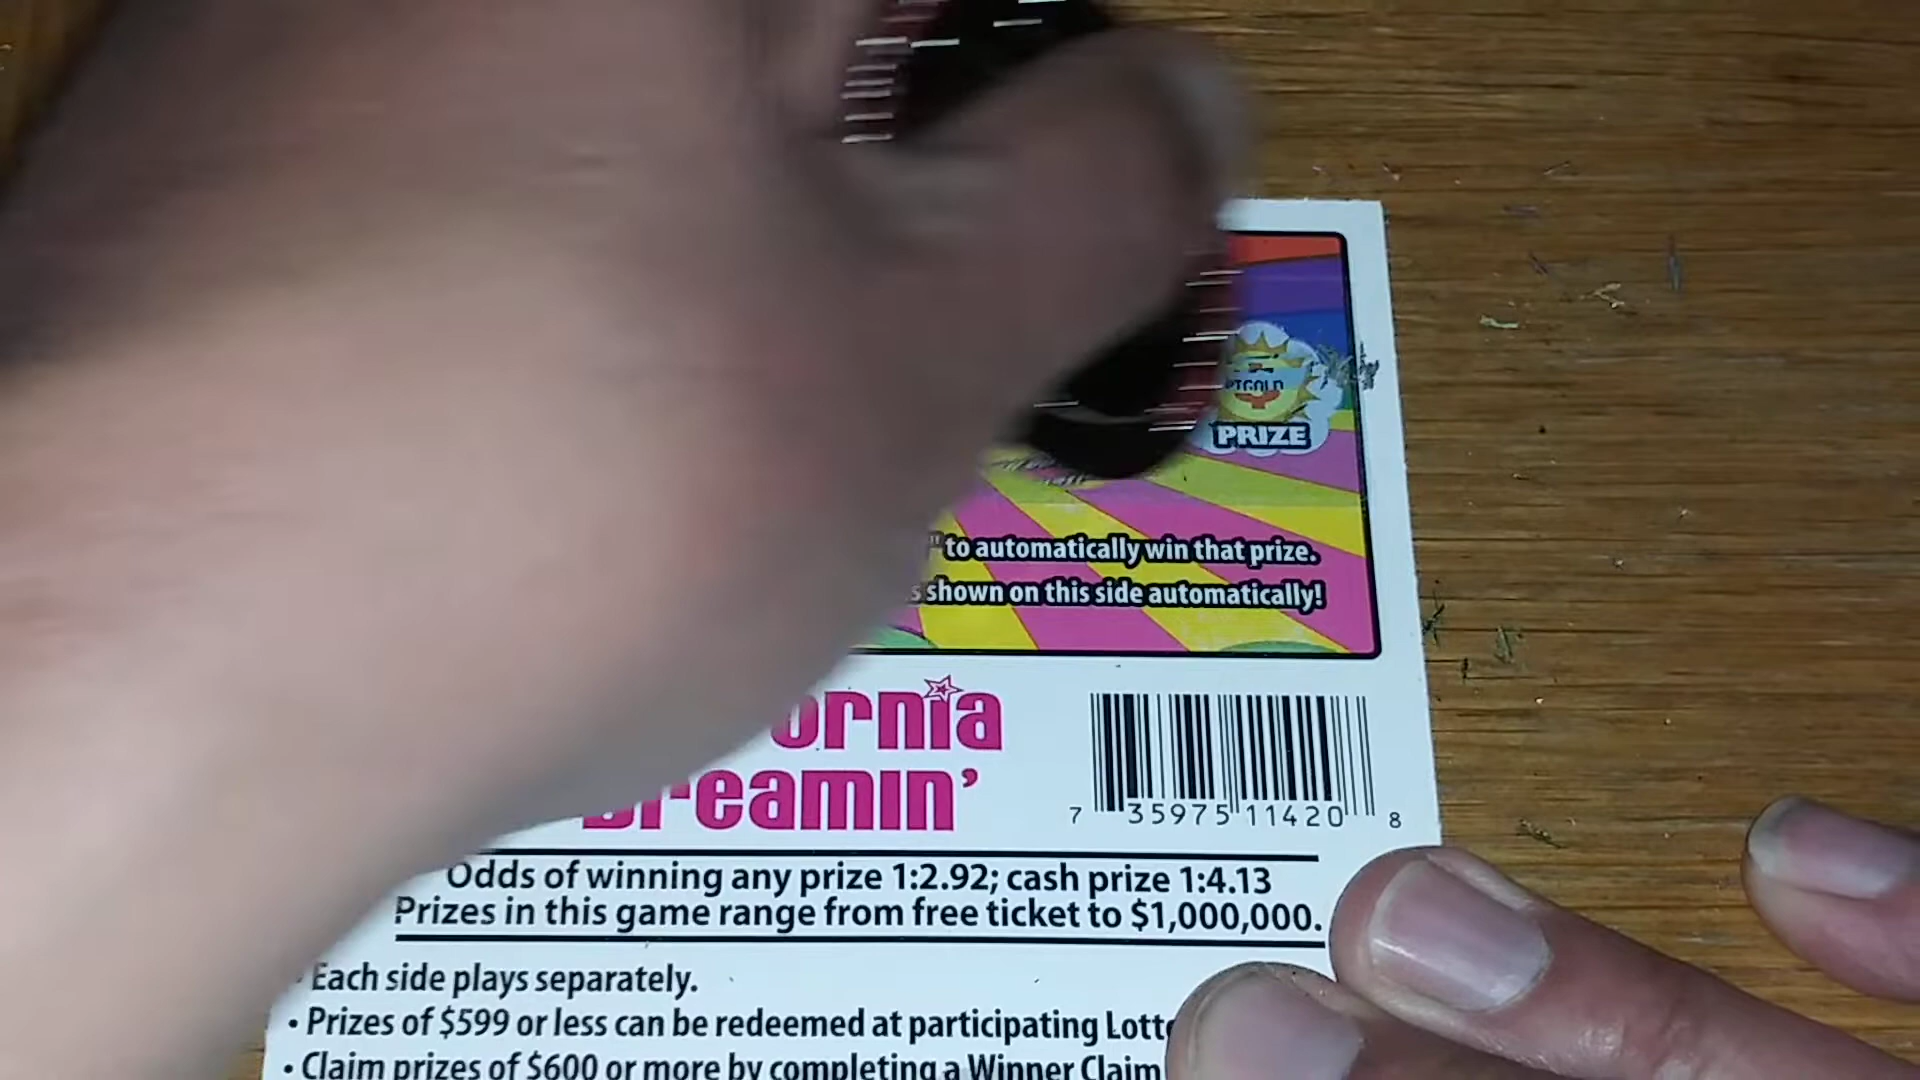 PTGOLD
PRIZE
" to automatically win that prize.
s shown on this side automatically!
ornia
Dreamin'
7 35975 11420 8
Odds of winning any prize 1:2.92; cash prize 1:4.13
Prizes in this game range from free ticket to $1,000,000.
• Each side plays separately.
• Prizes of $599 or less can be redeemed at participating Lotte
• Claim prizes of $600 or more by completing a Winner Claim